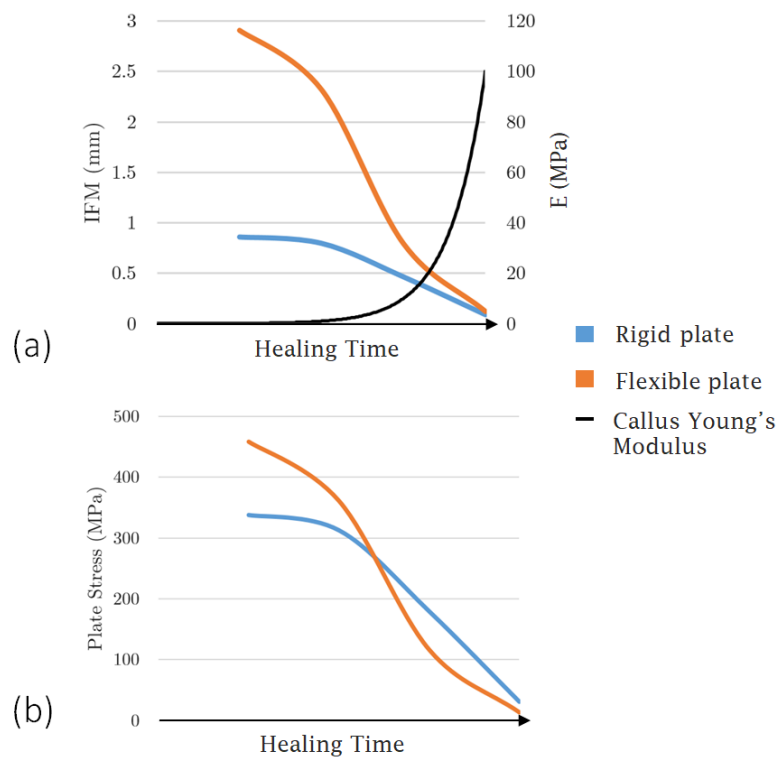 3
2.5
2
1.5
1
0.5
0
IFM (mm)
120
100
80
60
40
20
0
E (MPa)
Healing Time
(a)
Rigid plate
Flexible plate
Callus Young's
Modulus
500
400
300
200
100
0
Plate Stress (MPa)
Healing Time
(b)